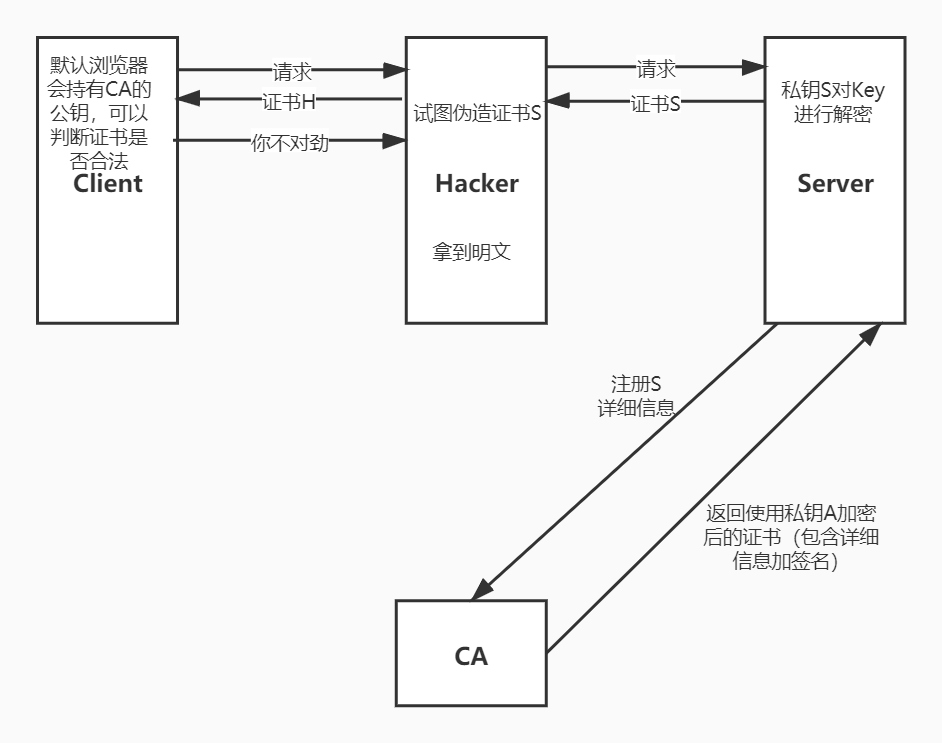 默认浏览器
会持有CA的
公钥，可以
判断证书是
否合法
Client
请求
证书H
你不对劲
试图伪造证书S
Hacker
拿到明文
请求
证书S
私钥S对Key
进行解密
Server
注册S
详细信息
返回使用私钥A加密
后的证书（包含详细
信息加签名）
CA